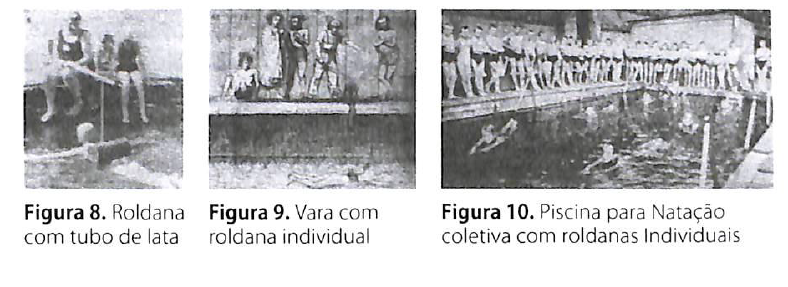 Figura 8. Roldana
com tubo de lata
Figura 9. Vara com
roldana individual
Figura 10. Piscina para Natação
coletiva com roldanas Individuais